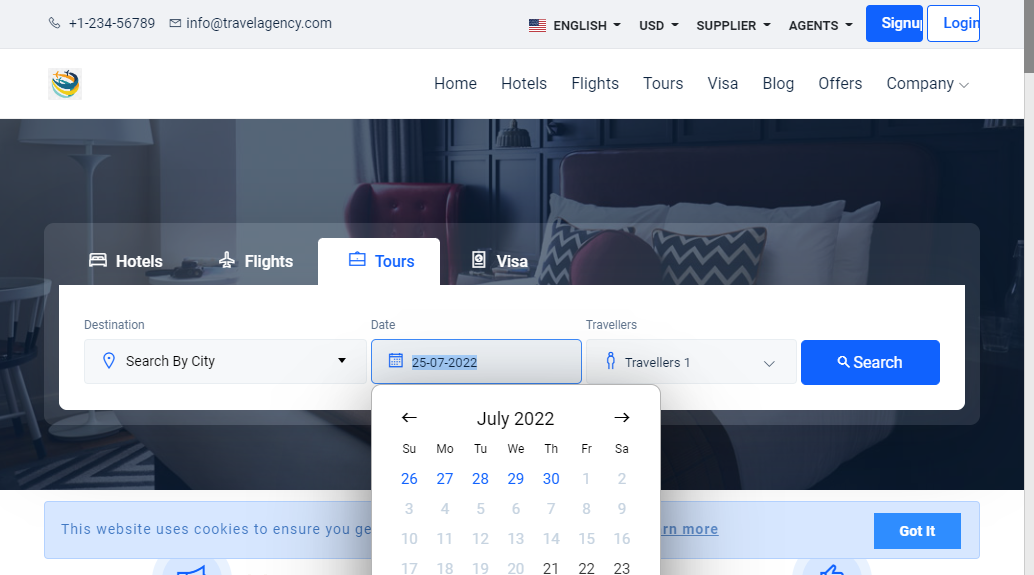 +1-234-56789 info@travelagency.com ENGLISH USD SUPPLIER AGENTS Signup Login
Home Hotels Flights Tours Visa Blog Offers Company
Hotels Flights Tours Visa
Destination Date Travellers
Search By City 25-07-2022 Travellers 1 Search
July 2022
Su Mo Tu We Th Fr Sa
26 27 28 29 30 1 2
3 4 5 6 7 8 9
10 11 12 13 14 15 16
17 18 19 20 21 22 23
This website uses cookies to ensure you ge rn more Got It